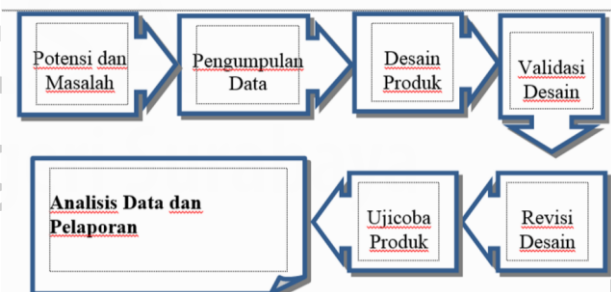 Potensi dan
Masalah
Pengumpulan
Data
Desain
Produk
Validasi
Desain
Revisi
Desain
Ujicoba
Produk
Analisis Data dan
Pelaporan